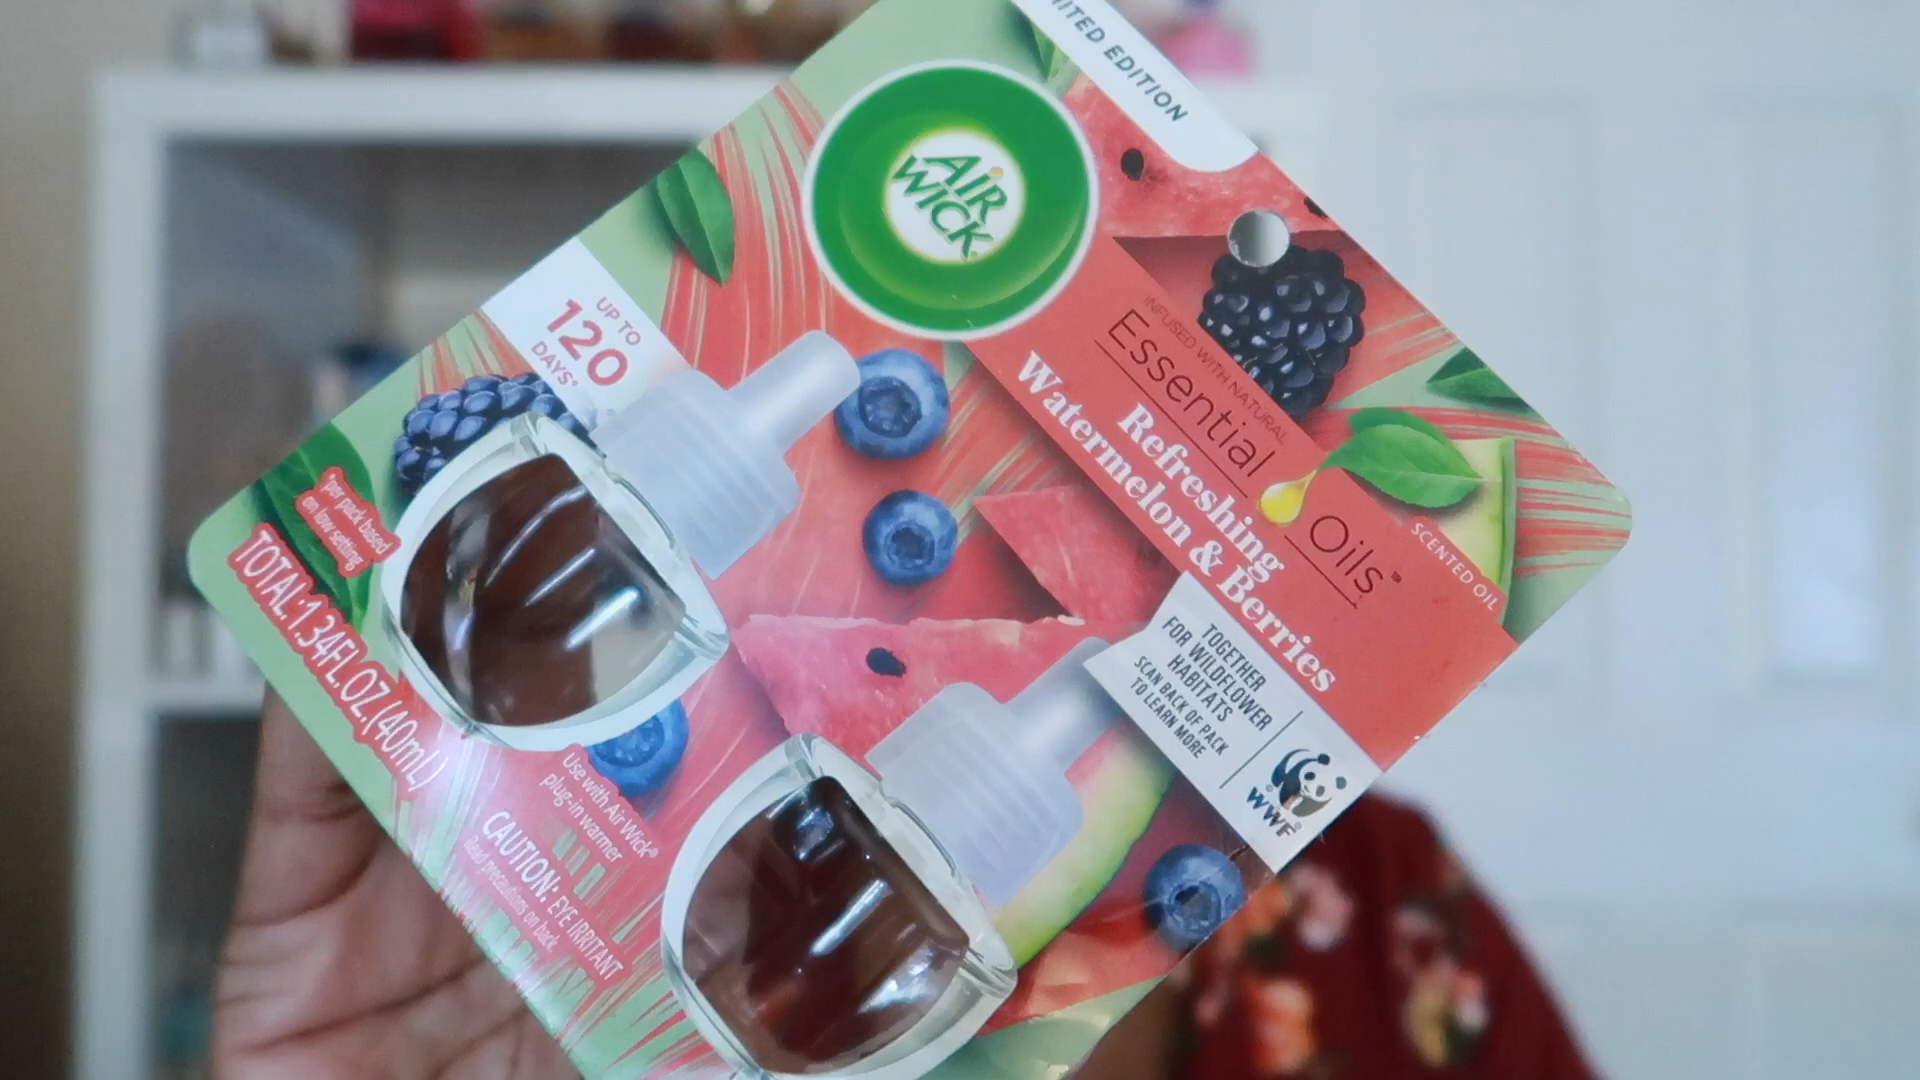 EDITION
AIR
WICK
UP TO
120
DAYS*
INFUSED WITH NATURAL
Essential
Oils™
SCENTED OIL
Refreshing
Watermelon & Berries
*per pack based
on low setting
TOTAL:1.34FL.OZ.(40mL)
TOGETHER
FOR WILDFLOWER
HABITATS
SCAN BACK OF PACK
TO LEARN MORE
WWF
Use with Air Wick®
plug-in warmer
CAUTION: EYE IRRITANT
Read precautions on back